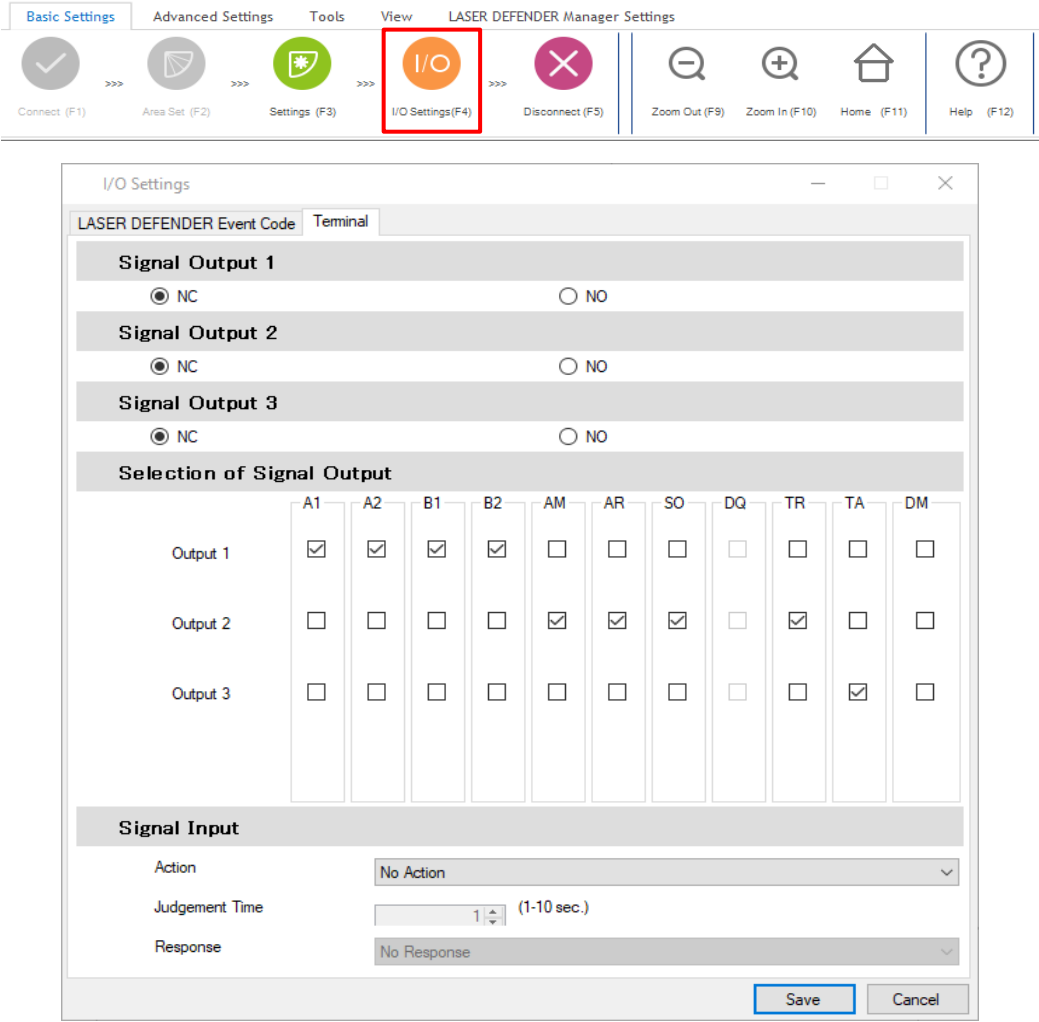 Basic Settings Advanced Settings Tools View LASER DEFENDER Manager Settings
I/O
>>> >>> >>> >>>
Connect (F1) Area Set (F2) Settings (F3) I/O Settings(F4) Disconnect (F5) Zoom Out (F9) Zoom In (F10) Home (F11) Help (F12)
I/O Settings
LASER DEFENDER Event Code Terminal
Signal Output 1
NC NO
Signal Output 2
NC NO
Signal Output 3
NC NO
Selection of Signal Output
A1 A2 B1 B2 AM AR SO DQ TR TA DM
Output 1
Output 2
Output 3
Signal Input
Action No Action
Judgement Time 1 (1-10 sec.)
Response No Response
Save Cancel